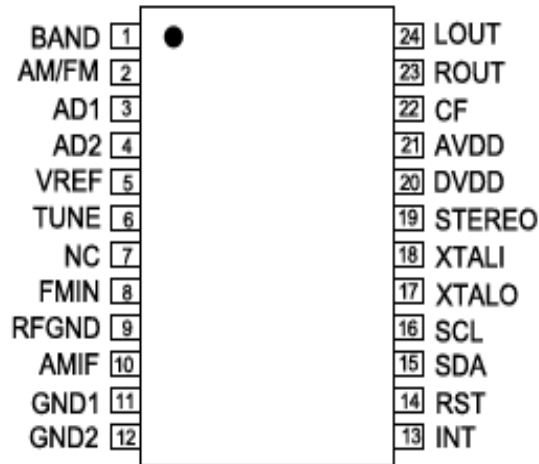 BAND 1 24 LOUT
AM/FM 2 23 ROUT
AD1 3 22 CF
AD2 4 21 AVDD
VREF 5 20 DVDD
TUNE 6 19 STEREO
NC 7 18 XTALI
FMIN 8 17 XTALO
RFGND 9 16 SCL
AMIF 10 15 SDA
GND1 11 14 RST
GND2 12 13 INT